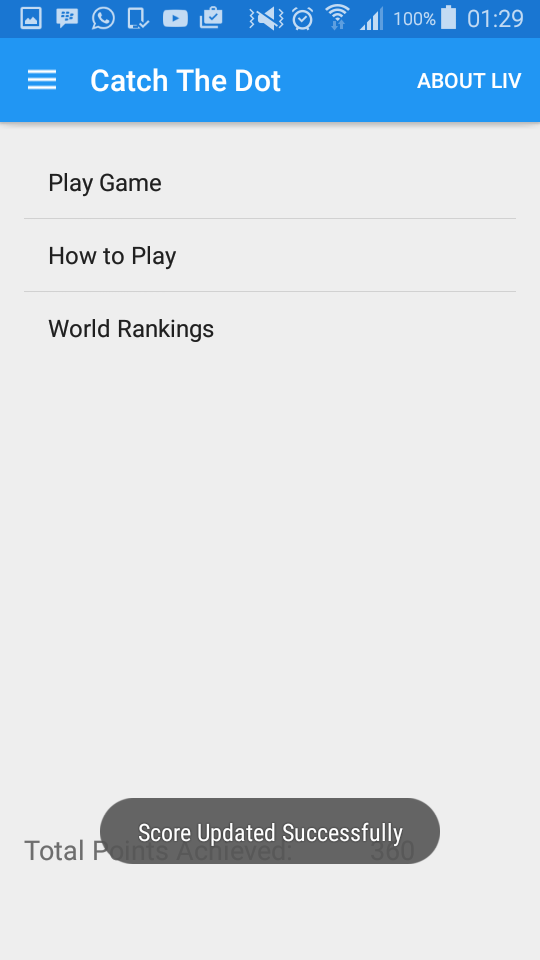 100% 01:29
Catch The Dot ABOUT LIV
Play Game
How to Play
World Rankings
Score Updated Successfully
Total Points Achieved: 360